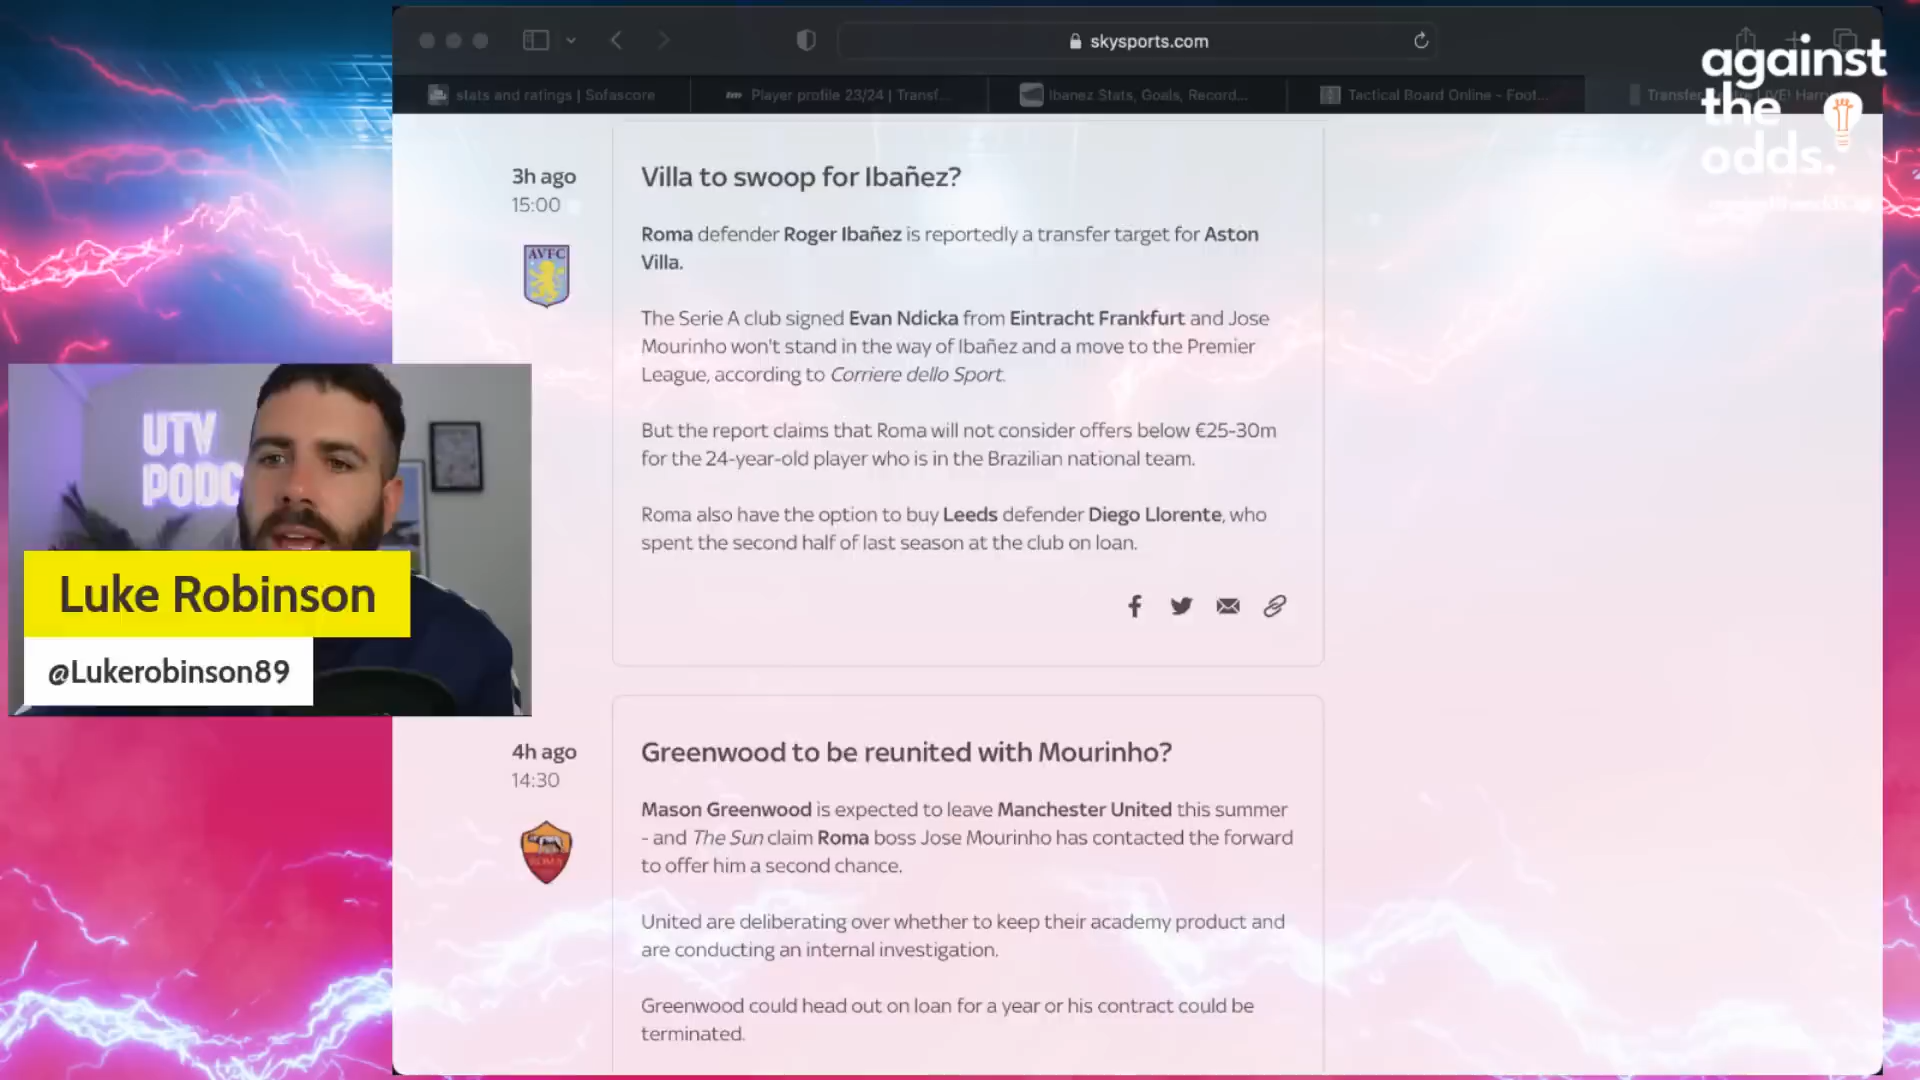 skysports.com
stats and ratings | Sofascore
Player profile 23/24 | Transf...
Ibanez Stats, Goals, Record...
Tactical Board Online - Foot...
Transfer
LIVE! Harr
against
the
odds.
3h ago
15:00
AVFC
Villa to swoop for Ibañez?
Roma defender Roger Ibañez is reportedly a transfer target for Aston
Villa.
The Serie A club signed Evan Ndicka from Eintracht Frankfurt and Jose
Mourinho won't stand in the way of Ibañez and a move to the Premier
League, according to Corriere dello Sport.
But the report claims that Roma will not consider offers below €25-30m
for the 24-year-old player who is in the Brazilian national team.
Roma also have the option to buy Leeds defender Diego Llorente, who
spent the second half of last season at the club on loan.
UTV
PODC
Luke Robinson
@Lukerobinson89
4h ago
14:30
ROMA
Greenwood to be reunited with Mourinho?
Mason Greenwood is expected to leave Manchester United this summer
- and The Sun claim Roma boss Jose Mourinho has contacted the forward
to offer him a second chance.
United are deliberating over whether to keep their academy product and
are conducting an internal investigation.
Greenwood could head out on loan for a year or his contract could be
terminated.